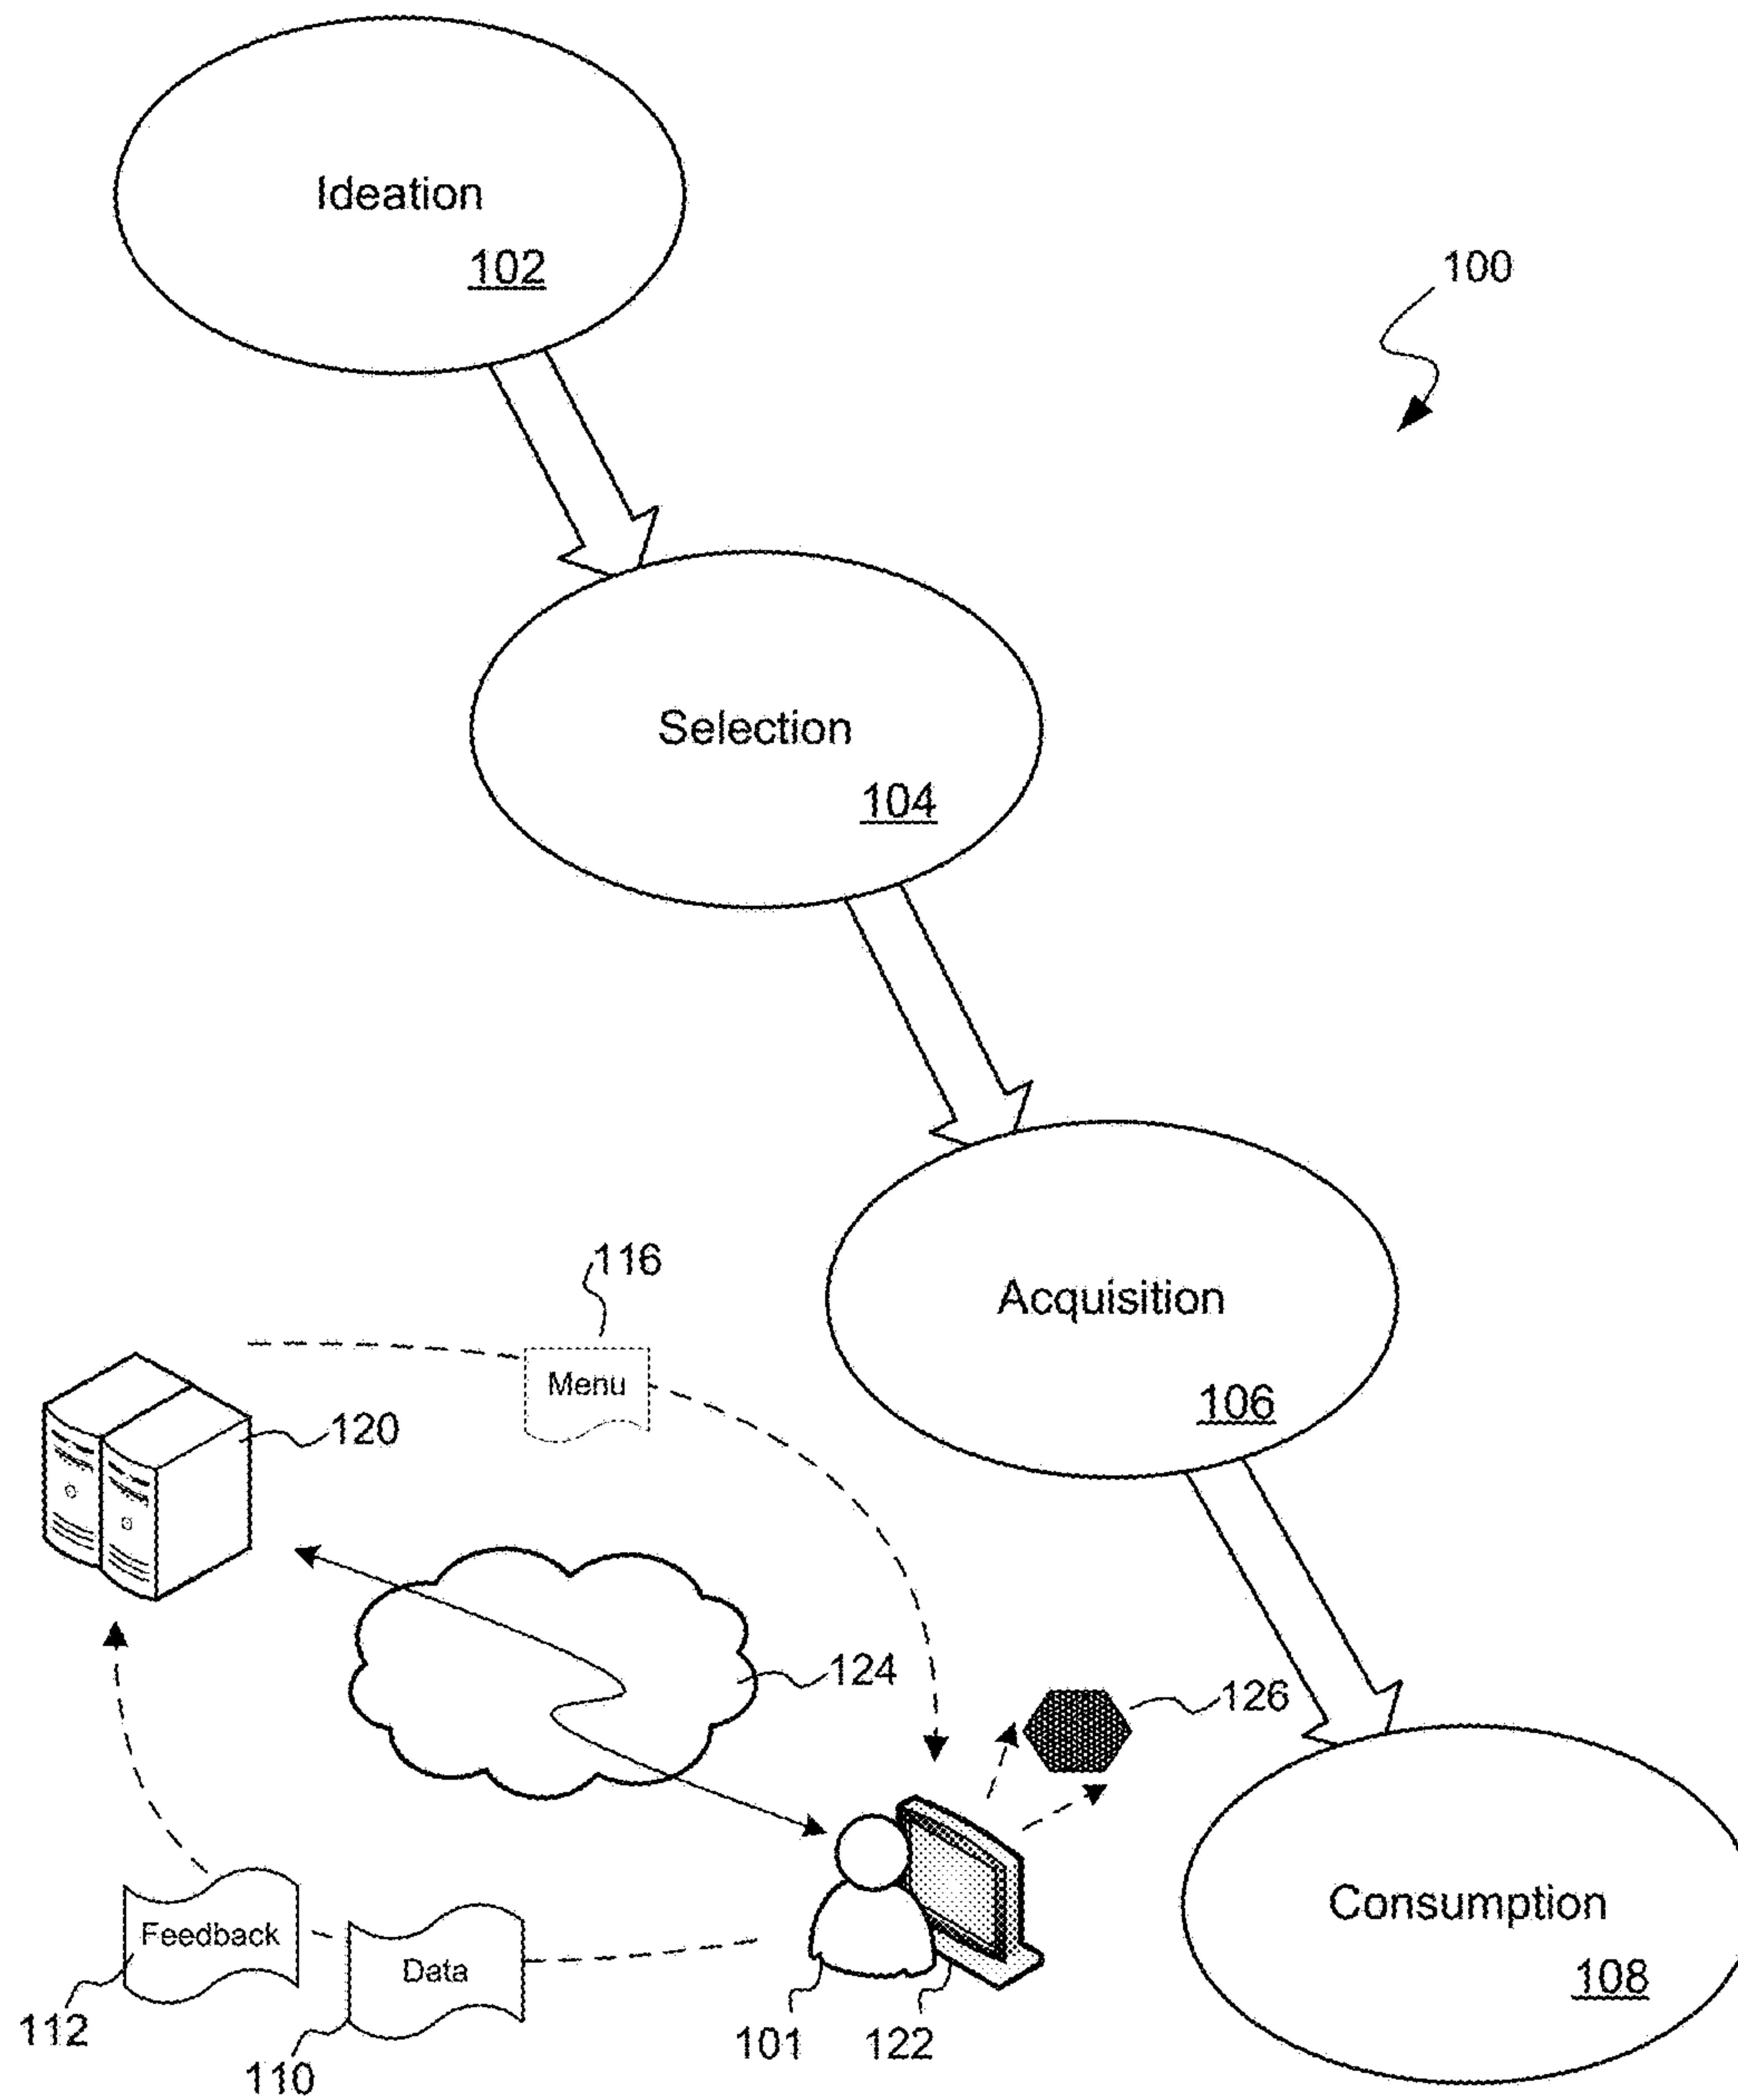 Ideation
102
100
Selection
104
116
Acquisition
106
Menu
120
124
126
Consumption
108
Feedback
Data
112
110
101
122